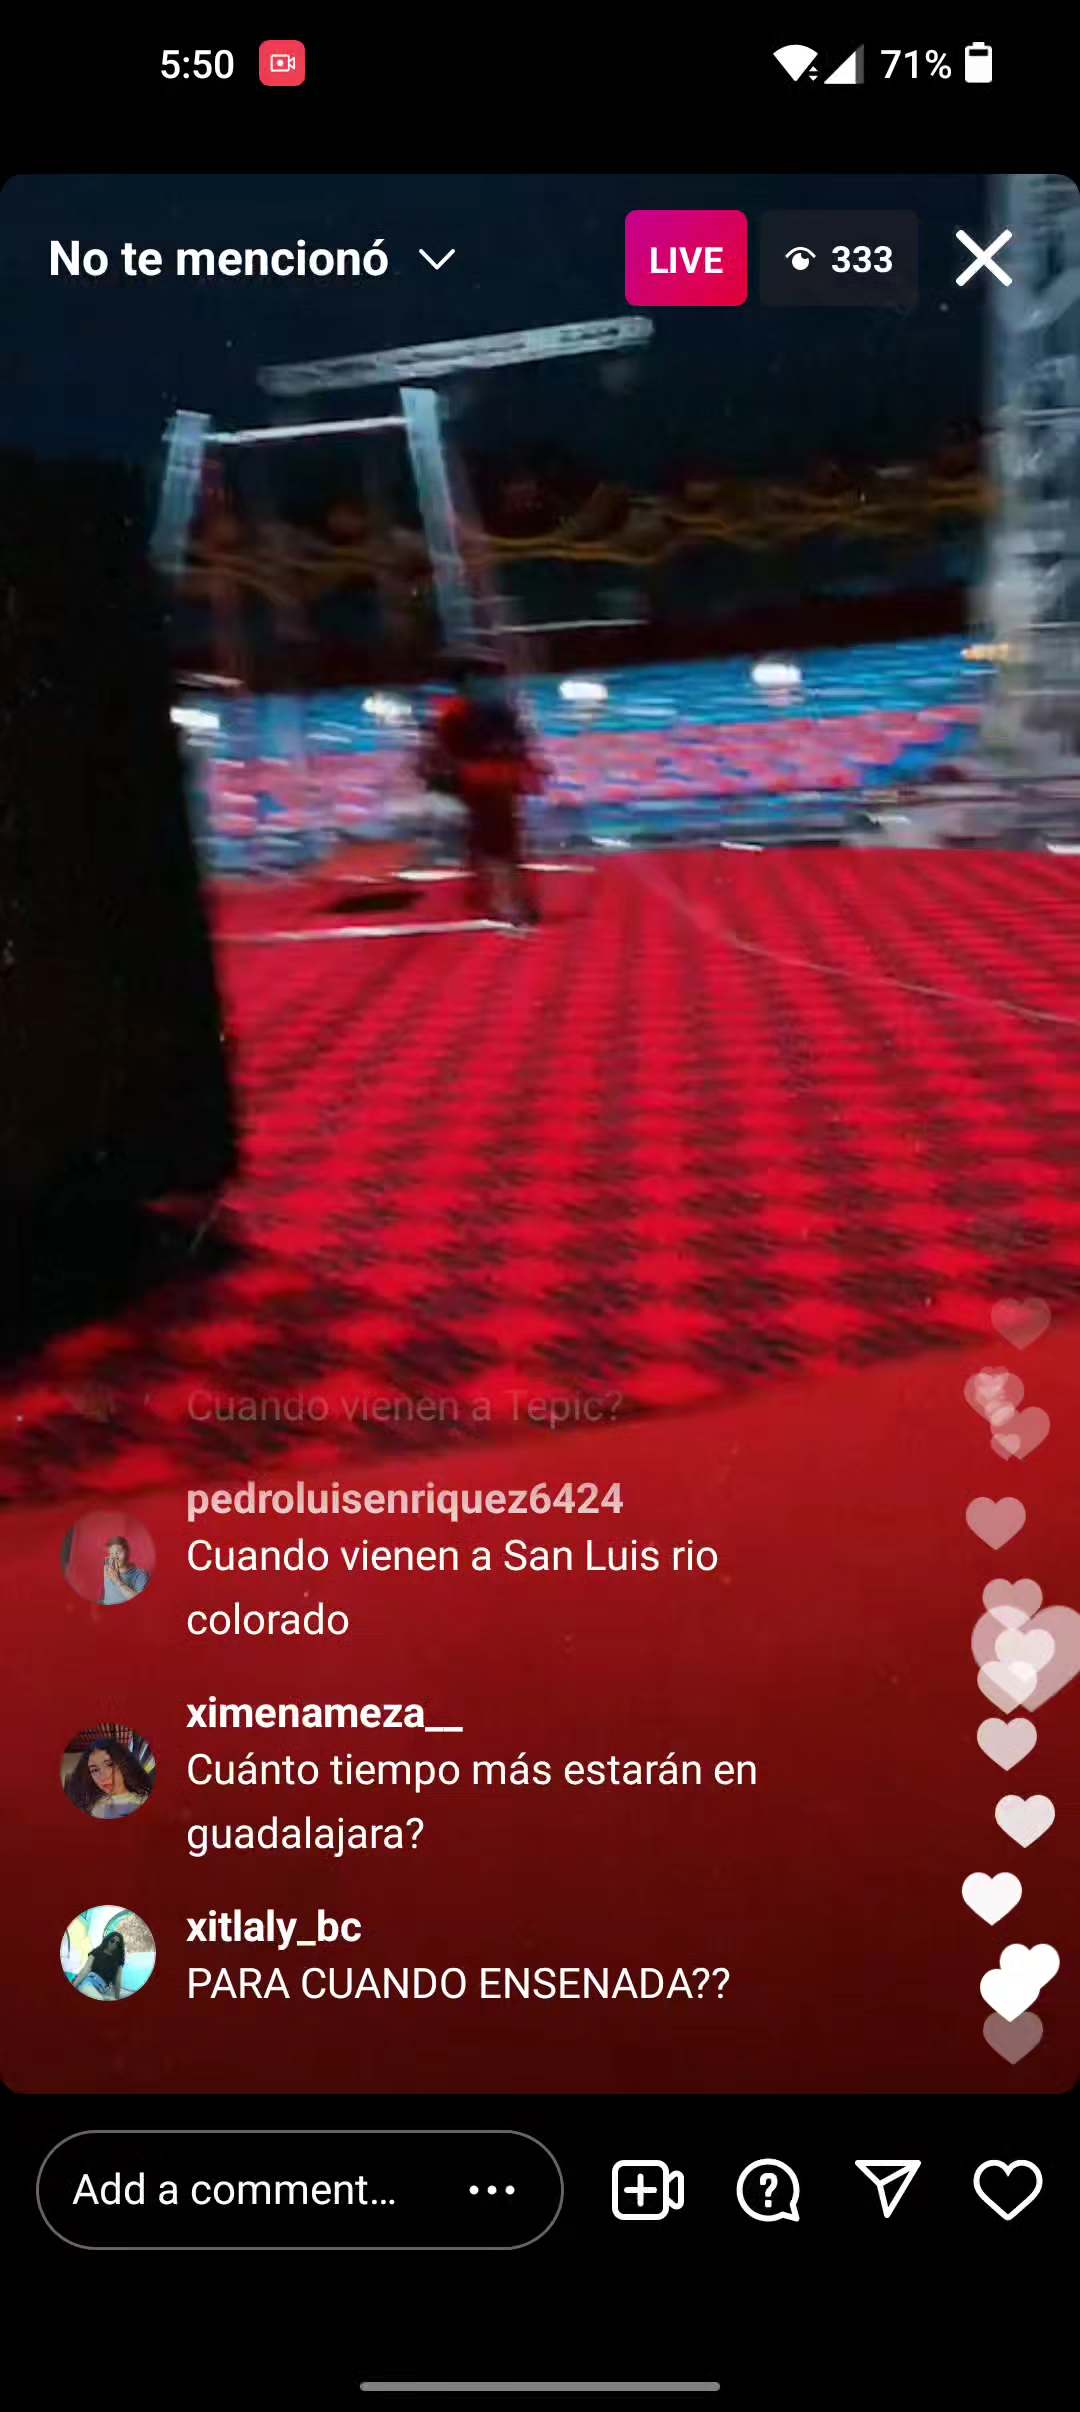 5:50
71%
No te mencionó
LIVE
333
Cuando vienen a Tepic?
pedroluisenriquez6424
Cuando vienen a San Luis rio
colorado
ximenameza__
Cuánto tiempo más estarán en
guadalajara?
xitlaly_bc
PARA CUANDO ENSENADA??
Add a comment...